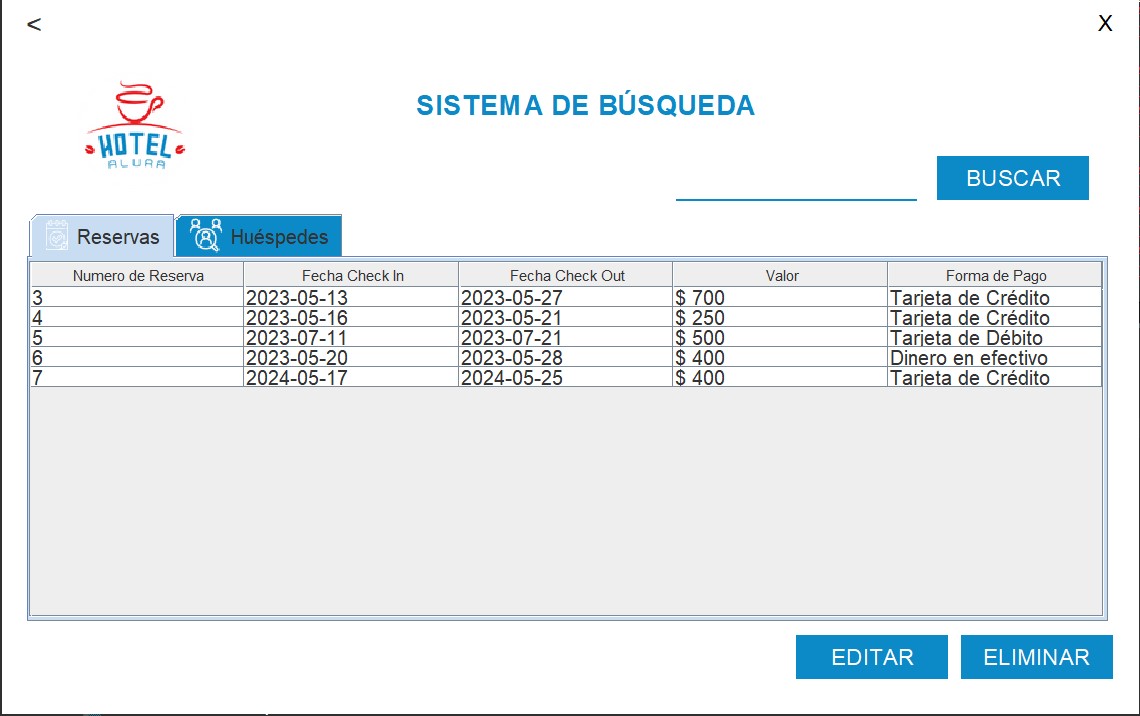 < X
HOTEL
ALURA
SISTEMA DE BÚSQUEDA
BUSCAR
Reservas Huéspedes
Numero de Reserva Fecha Check In Fecha Check Out Valor Forma de Pago
3 2023-05-13 2023-05-27 $ 700 Tarjeta de Crédito
4 2023-05-16 2023-05-21 $ 250 Tarjeta de Crédito
5 2023-07-11 2023-07-21 $ 500 Tarjeta de Débito
6 2023-05-20 2023-05-28 $ 400 Dinero en efectivo
7 2024-05-17 2024-05-25 $ 400 Tarjeta de Crédito
EDITAR ELIMINAR